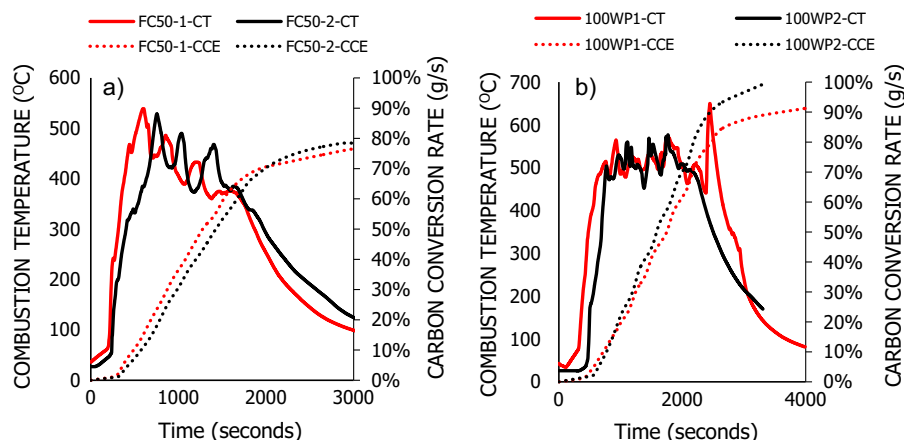 FC50-1-CT FC50-2-CT
FC50-1-CCE FC50-2-CCE
a)
COMBUSTION TEMPERATURE (⁰C)
600
500
400
300
200
100
0
100%
90%
80%
70%
60%
50%
40%
30%
20%
10%
0%
CARBON CONVERSION RATE (g/s)
0 1000 2000 3000
Time (seconds)
100WP1-CT 100WP2-CT
100WP1-CCE 100WP2-CCE
b)
COMBUSTION TEMPERATURE (⁰C)
700
600
500
400
300
200
100
0
100%
90%
80%
70%
60%
50%
40%
30%
20%
10%
0%
CARBON CONVERSION RATE (g/s)
0 2000 4000
Time (seconds)